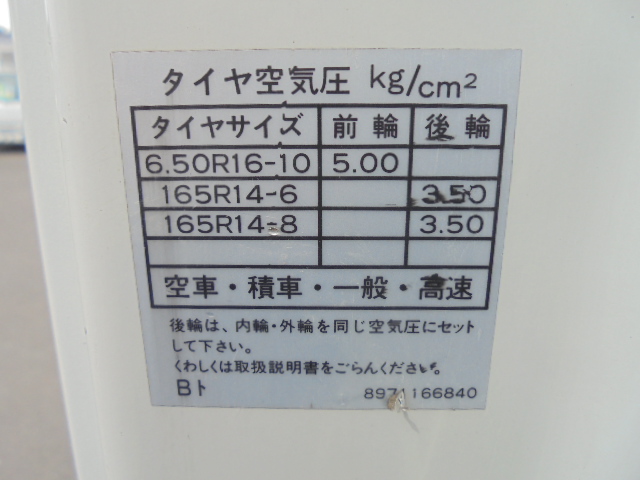 タイヤ空気圧 kg/cm²
タイヤサイズ 前輪 後輪
6.50R16-10 5.00
165R14-6 3.50
165R14-8 3.50
空車・積車・一般・高速
後輪は、内輪・外輪を同じ空気圧にセット
して下さい。
くわしくは取扱説明書をごらんください。
Bト 8971166840